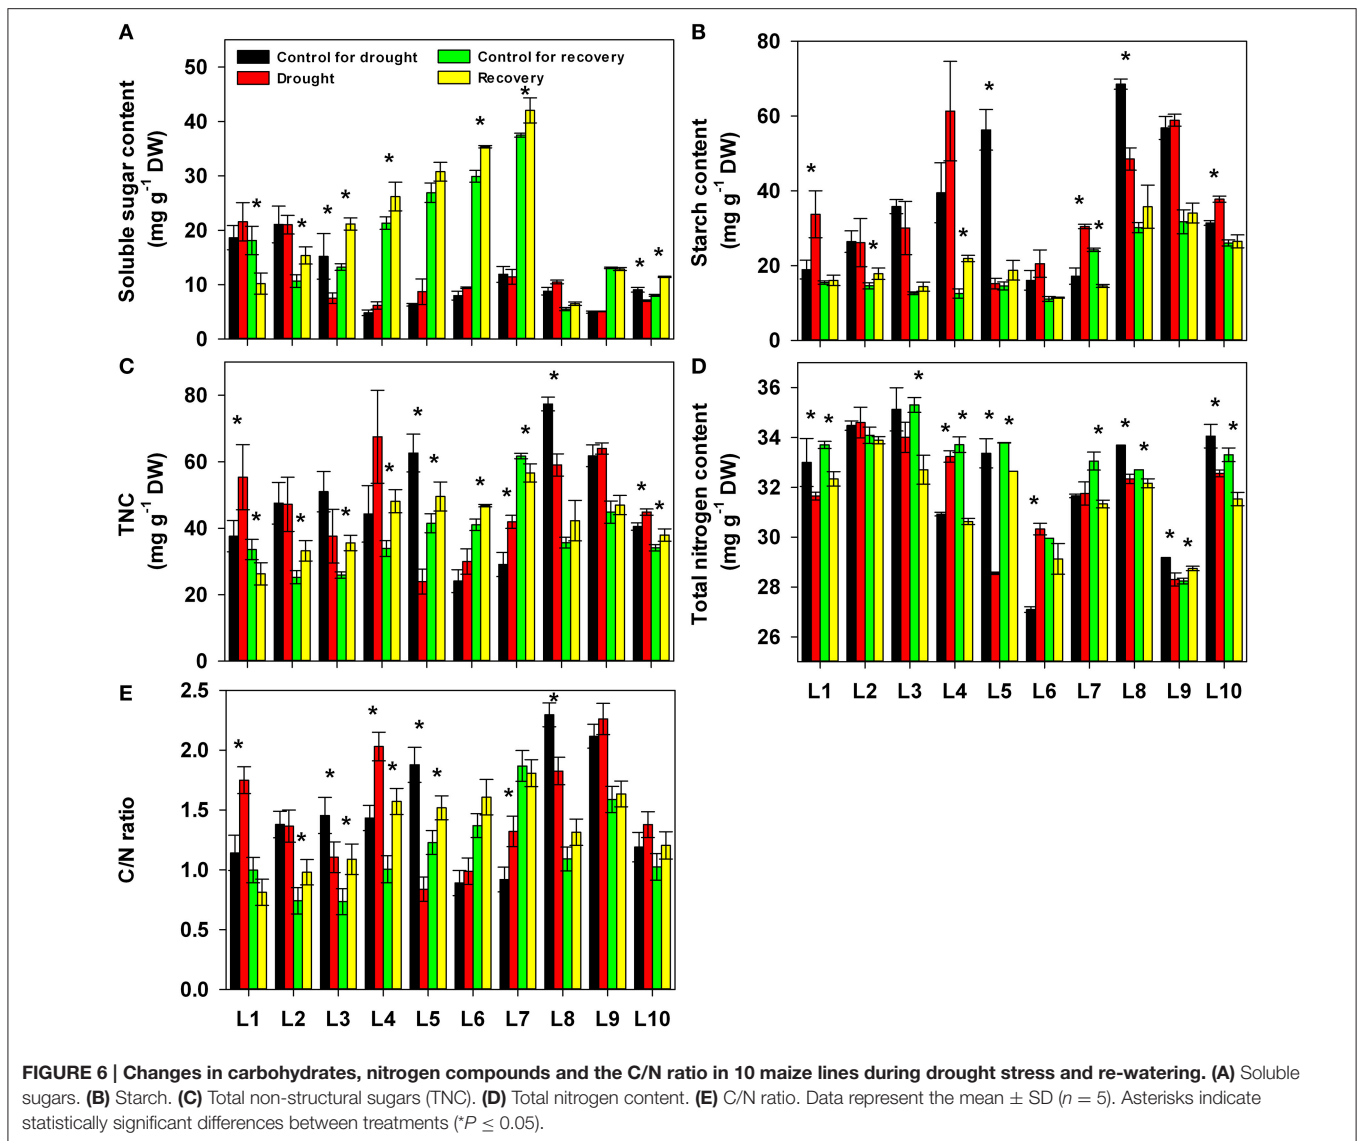 A
Soluble sugar content
(mg g⁻¹ DW)
50
40
30
20
10
0
Control for drought
Drought
Control for recovery
Recovery
* * * * * * * * * *
B
Starch content
(mg g⁻¹ DW)
80
60
40
20
0
* * * * * * * *
C
TNC
(mg g⁻¹ DW)
80
60
40
20
0
* * * * * * * * * * * * *
D
Total nitrogen content
(mg g⁻¹ DW)
36
34
32
30
28
26
* * * * * * * * * * * * * * *
L1 L2 L3 L4 L5 L6 L7 L8 L9 L10
E
C/N ratio
2.5
2.0
1.5
1.0
0.5
0.0
* * * * * * * * * *
L1 L2 L3 L4 L5 L6 L7 L8 L9 L10
FIGURE 6 | Changes in carbohydrates, nitrogen compounds and the C/N ratio in 10 maize lines during drought stress and re-watering. (A) Soluble
sugars. (B) Starch. (C) Total non-structural sugars (TNC). (D) Total nitrogen content. (E) C/N ratio. Data represent the mean ± SD (n = 5). Asterisks indicate
statistically significant differences between treatments (*P ≤ 0.05).